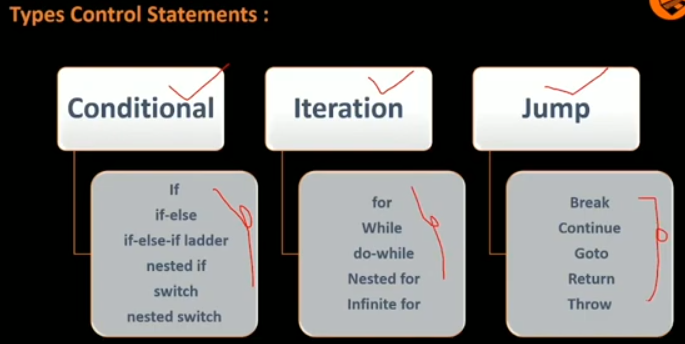 Types Control Statements :
Conditional
If
if-else
if-else-if ladder
nested if
switch
nested switch
Iteration
for
While
do-while
Nested for
Infinite for
Jump
Break
Continue
Goto
Return
Throw